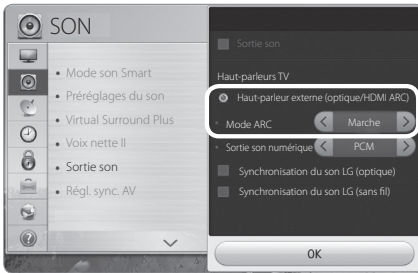 SON
• Mode son Smart
• Préréglages du son
• Virtual Surround Plus
• Voix nette II
• Sortie son
• Régl. sync. AV
Sortie son
Haut-parleurs TV
Haut-parleur externe (optique/HDMI ARC)
• Mode ARC < Marche >
• Sortie son numérique < PCM >
Synchronisation du son LG (optique)
Synchronisation du son LG (sans fil)
OK